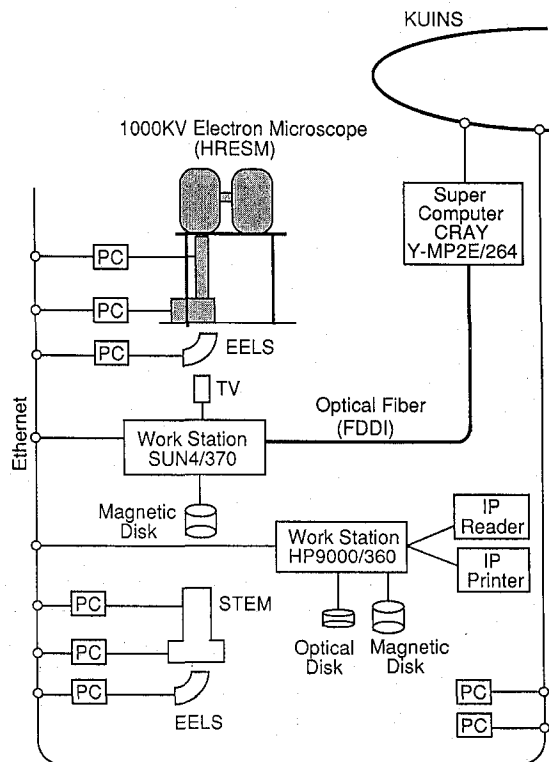 KUINS
1000KV Electron Microscope
(HRESM)
Super
Computer
CRAY
Y-MP2E/264
PC
PC
PC
EELS
TV
Optical Fiber
(FDDI)
Ethernet
Work Station
SUN4/370
Magnetic
Disk
Work Station
HP9000/360
IP
Reader
IP
Printer
PC
STEM
PC
Optical
Disk
Magnetic
Disk
PC
EELS
PC
PC